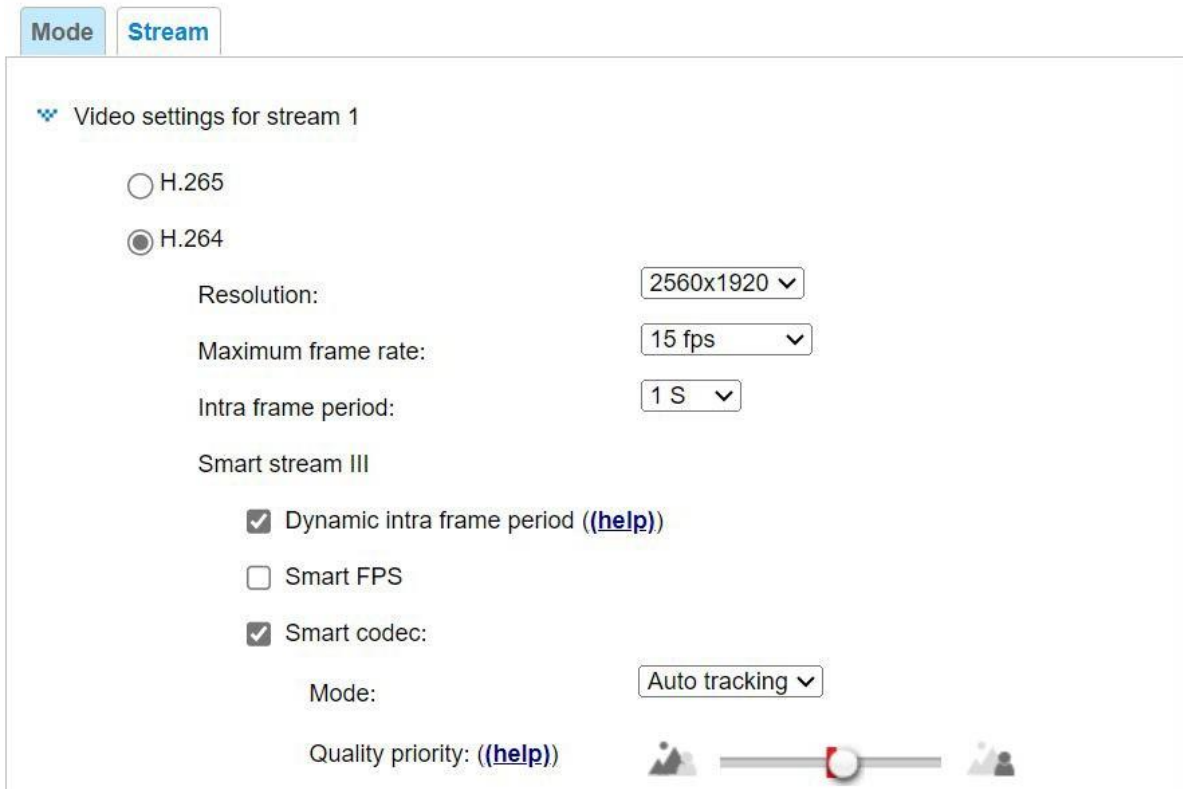 Mode Stream
Video settings for stream 1
H.265
H.264
Resolution: 2560x1920
Maximum frame rate: 15 fps
Intra frame period: 1 S
Smart stream III
Dynamic intra frame period ((help))
Smart FPS
Smart codec:
Mode: Auto tracking
Quality priority: ((help))